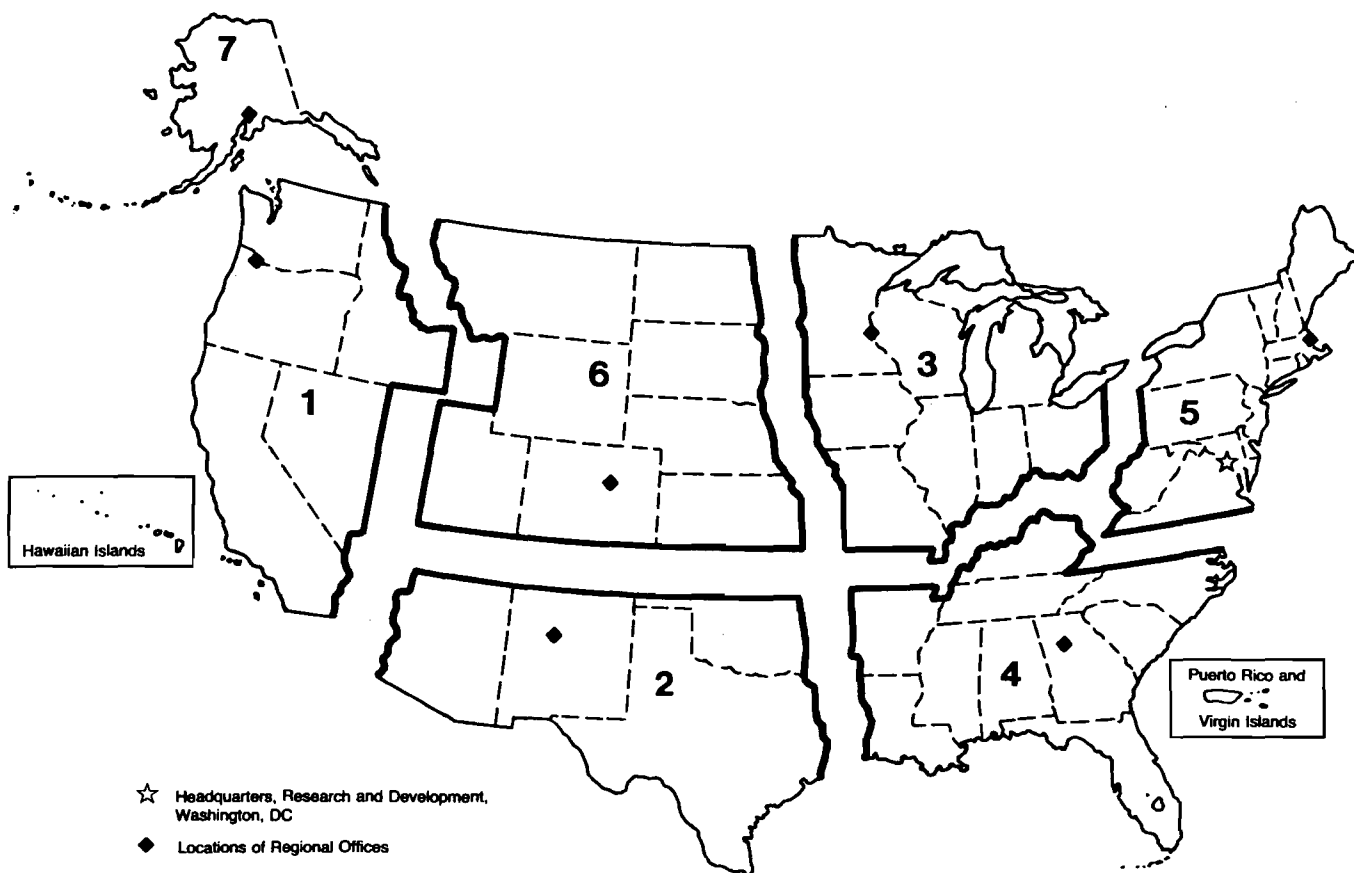 7
6
3
1
5
Hawaiian Islands
2
4
Puerto Rico and
Virgin Islands
Headquarters, Research and Development,
Washington, DC
Locations of Regional Offices